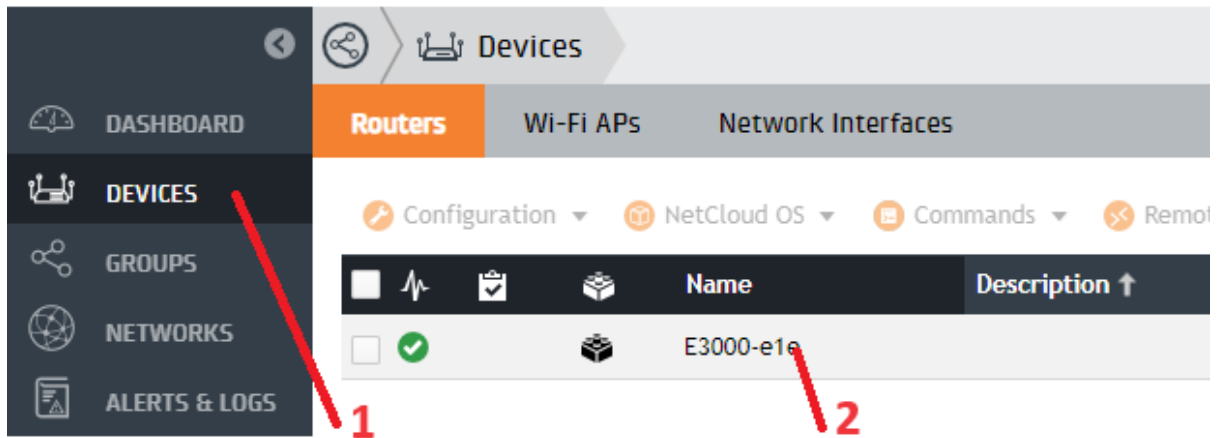 Devices
DASHBOARD
Routers Wi-Fi APs Network Interfaces
DEVICES
Configuration NetCloud OS Commands Remot
GROUPS
Name Description
NETWORKS
E3000-e1e
ALERTS & LOGS
1
2